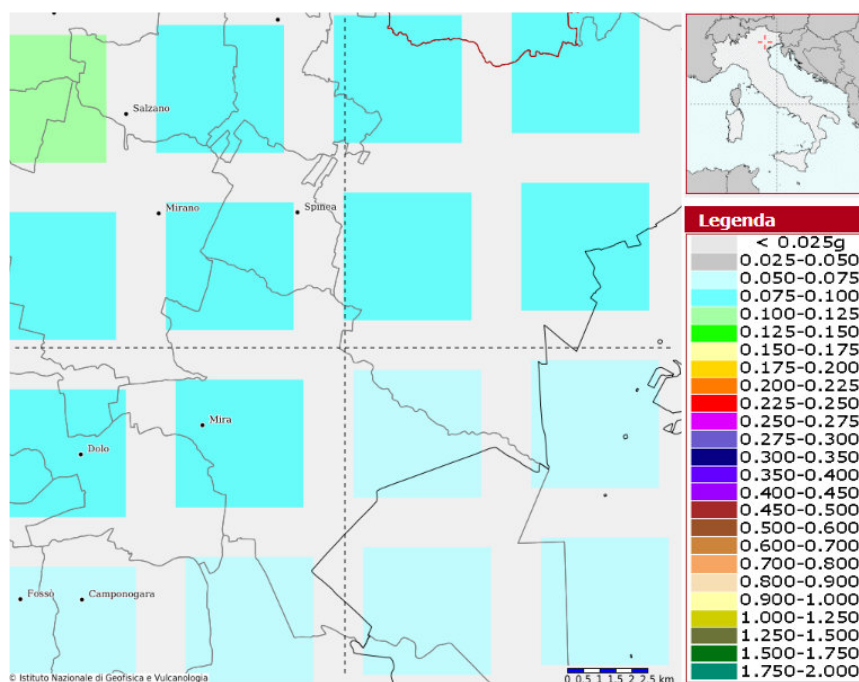 Salzano
Mirano
Spinea
Mira
Dolo
Fossò
Camponogara
© Istituto Nazionale di Geofisica e Vulcanologia
0 0.5 1 1.5 2 2.5 km
Legenda
< 0.025g
0.025-0.050
0.050-0.075
0.075-0.100
0.100-0.125
0.125-0.150
0.150-0.175
0.175-0.200
0.200-0.225
0.225-0.250
0.250-0.275
0.275-0.300
0.300-0.350
0.350-0.400
0.400-0.450
0.450-0.500
0.500-0.600
0.600-0.700
0.700-0.800
0.800-0.900
0.900-1.000
1.000-1.250
1.250-1.500
1.500-1.750
1.750-2.000